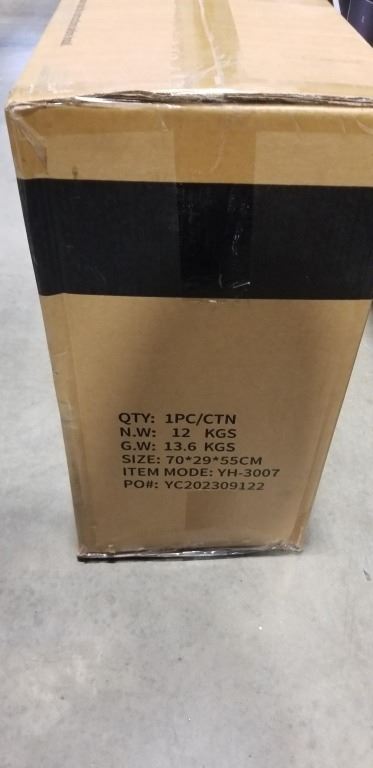 QTY: 1PC/CTN
N.W: 12 KGS
G.W: 13.6 KGS
SIZE: 70*29*55CM
ITEM MODE: YH-3007
PO#: YC202309122